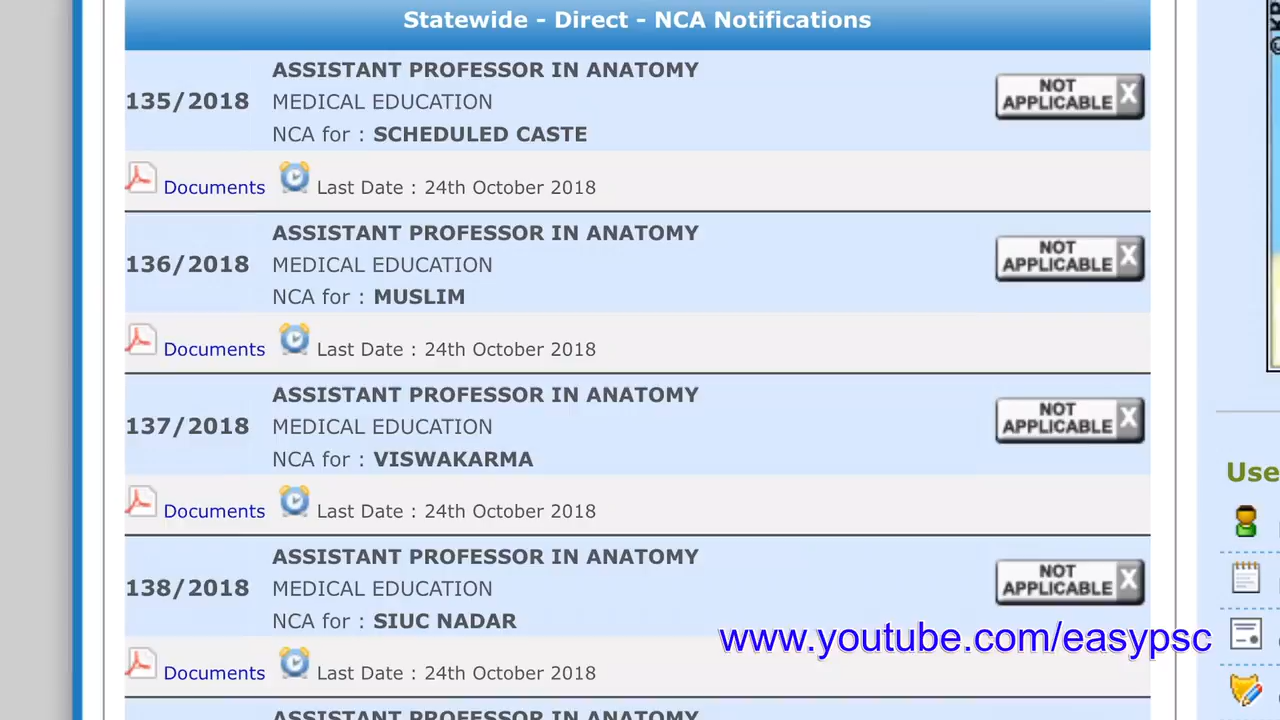 Statewide - Direct - NCA Notifications
ASSISTANT PROFESSOR IN ANATOMY
135/2018 MEDICAL EDUCATION
NCA for : SCHEDULED CASTE
NOT APPLICABLE X
Documents Last Date : 24th October 2018
ASSISTANT PROFESSOR IN ANATOMY
136/2018 MEDICAL EDUCATION
NCA for : MUSLIM
NOT APPLICABLE X
Documents Last Date : 24th October 2018
ASSISTANT PROFESSOR IN ANATOMY
137/2018 MEDICAL EDUCATION
NCA for : VISWAKARMA
NOT APPLICABLE X
Documents Last Date : 24th October 2018
ASSISTANT PROFESSOR IN ANATOMY
138/2018 MEDICAL EDUCATION
NCA for : SIUC NADAR
NOT APPLICABLE X
www.youtube.com/easypsc
Documents Last Date : 24th October 2018
ASSISTANT PROFESSOR IN ANATOMY
Use